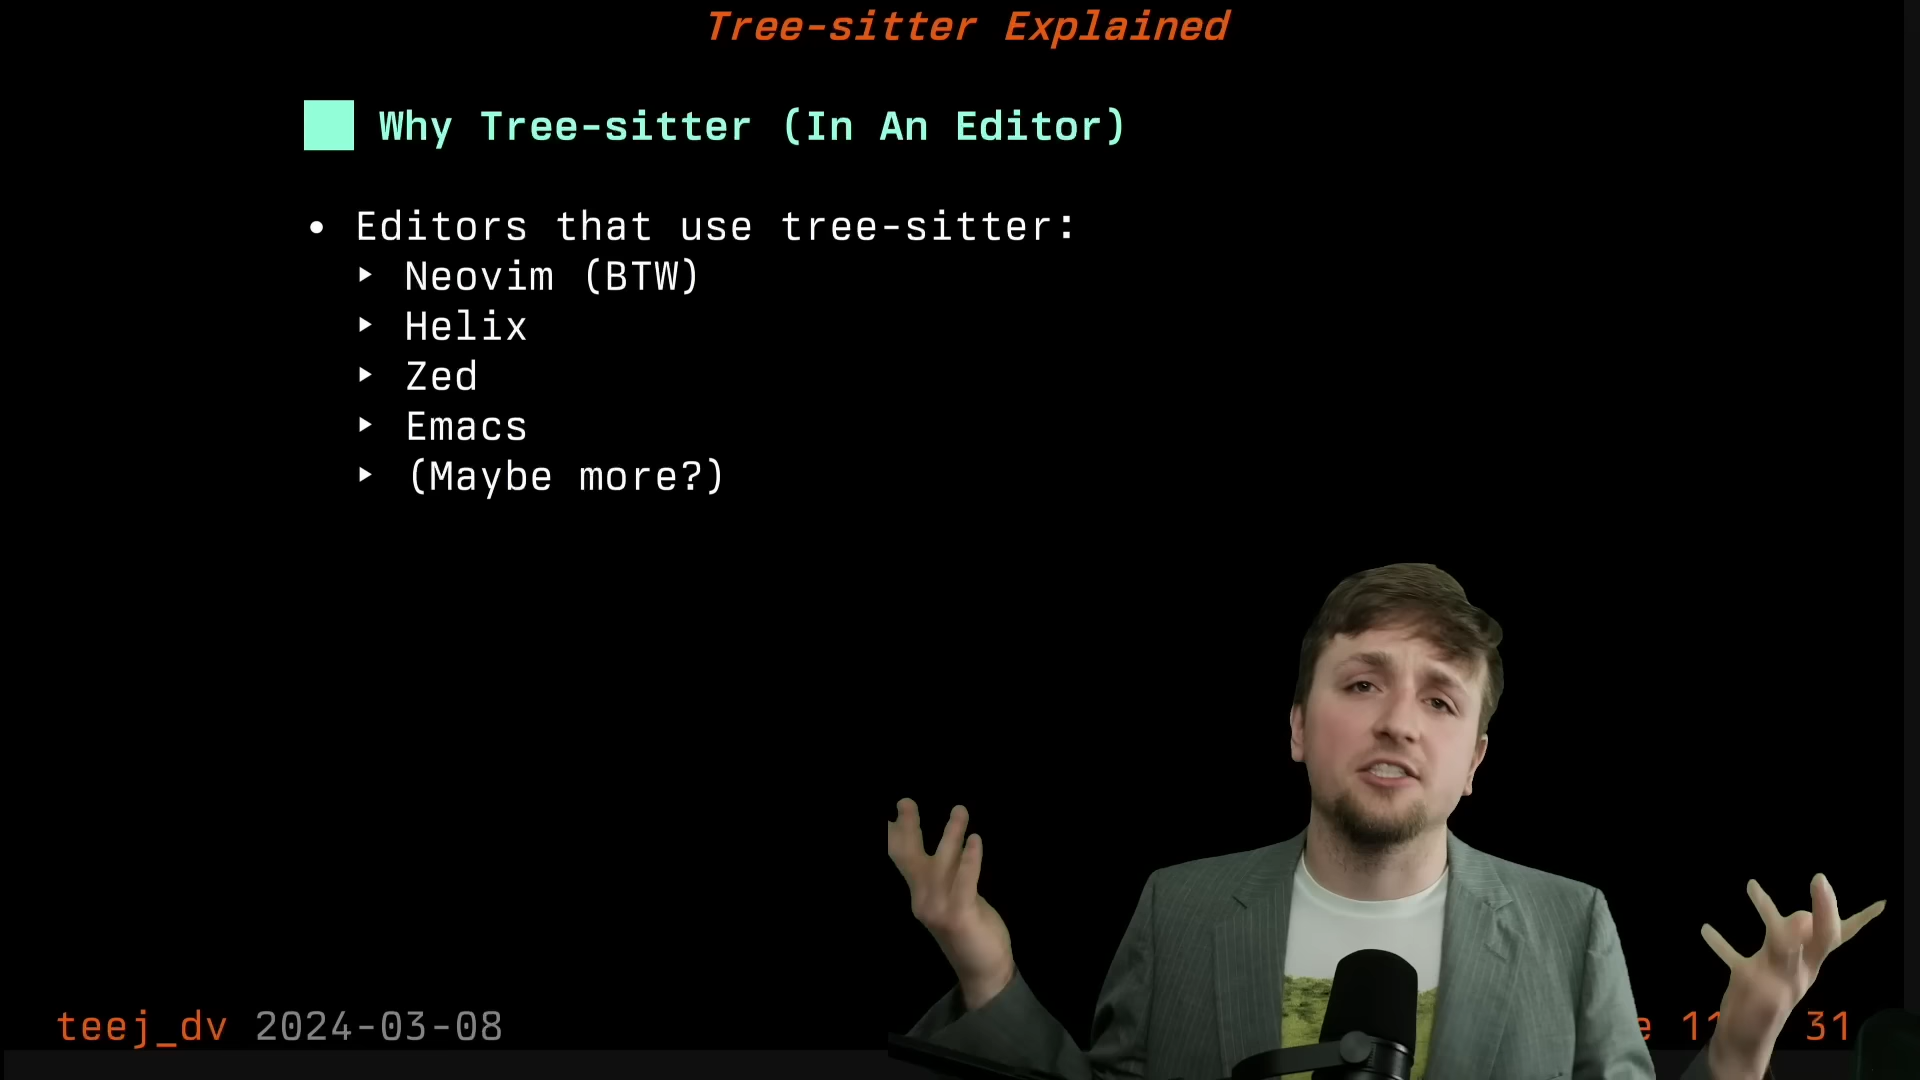 Tree-sitter Explained
Why Tree-sitter (In An Editor)
• Editors that use tree-sitter:
‣ Neovim (BTW)
‣ Helix
‣ Zed
‣ Emacs
‣ (Maybe more?)
teej_dv 2024-03-08
31